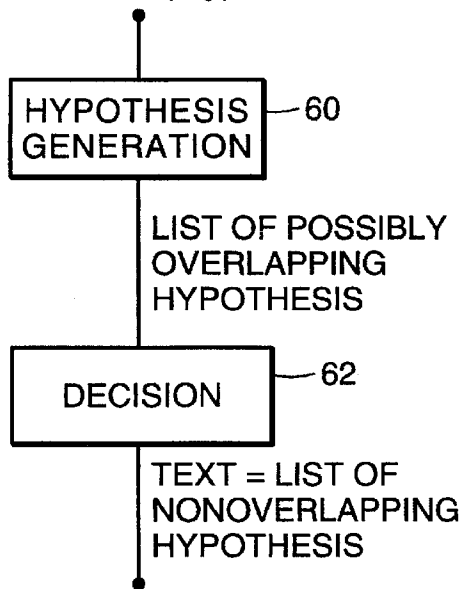 HYPOTHESIS
GENERATION
60
LIST OF POSSIBLY
OVERLAPPING
HYPOTHESIS
DECISION
62
TEXT = LIST OF
NONOVERLAPPING
HYPOTHESIS